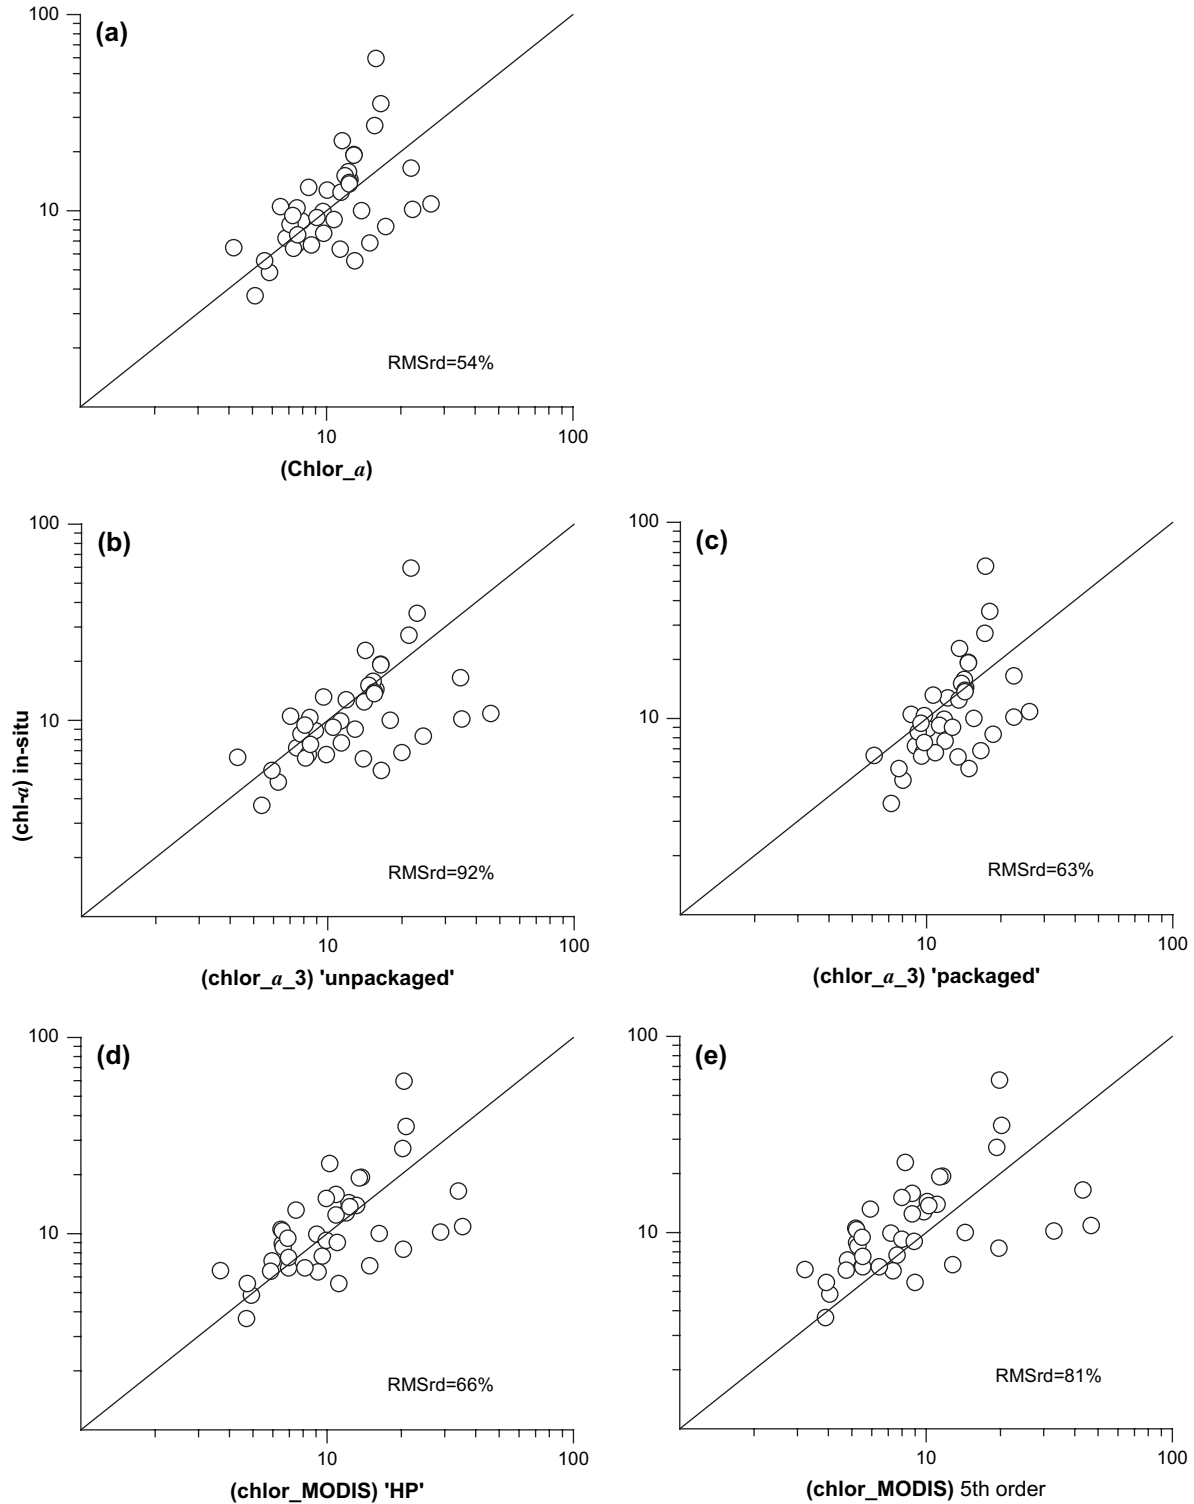 100
(a)
10
RMSrd=54%
10
100
(Chlor_a)
100
(b)
10
(chl-a) in-situ
RMSrd=92%
10
100
(chlor_a_3) 'unpackaged'
100
(c)
10
RMSrd=63%
10
100
(chlor_a_3) 'packaged'
100
(d)
10
RMSrd=66%
10
100
(chlor_MODIS) 'HP'
100
(e)
10
RMSrd=81%
10
100
(chlor_MODIS) 5th order